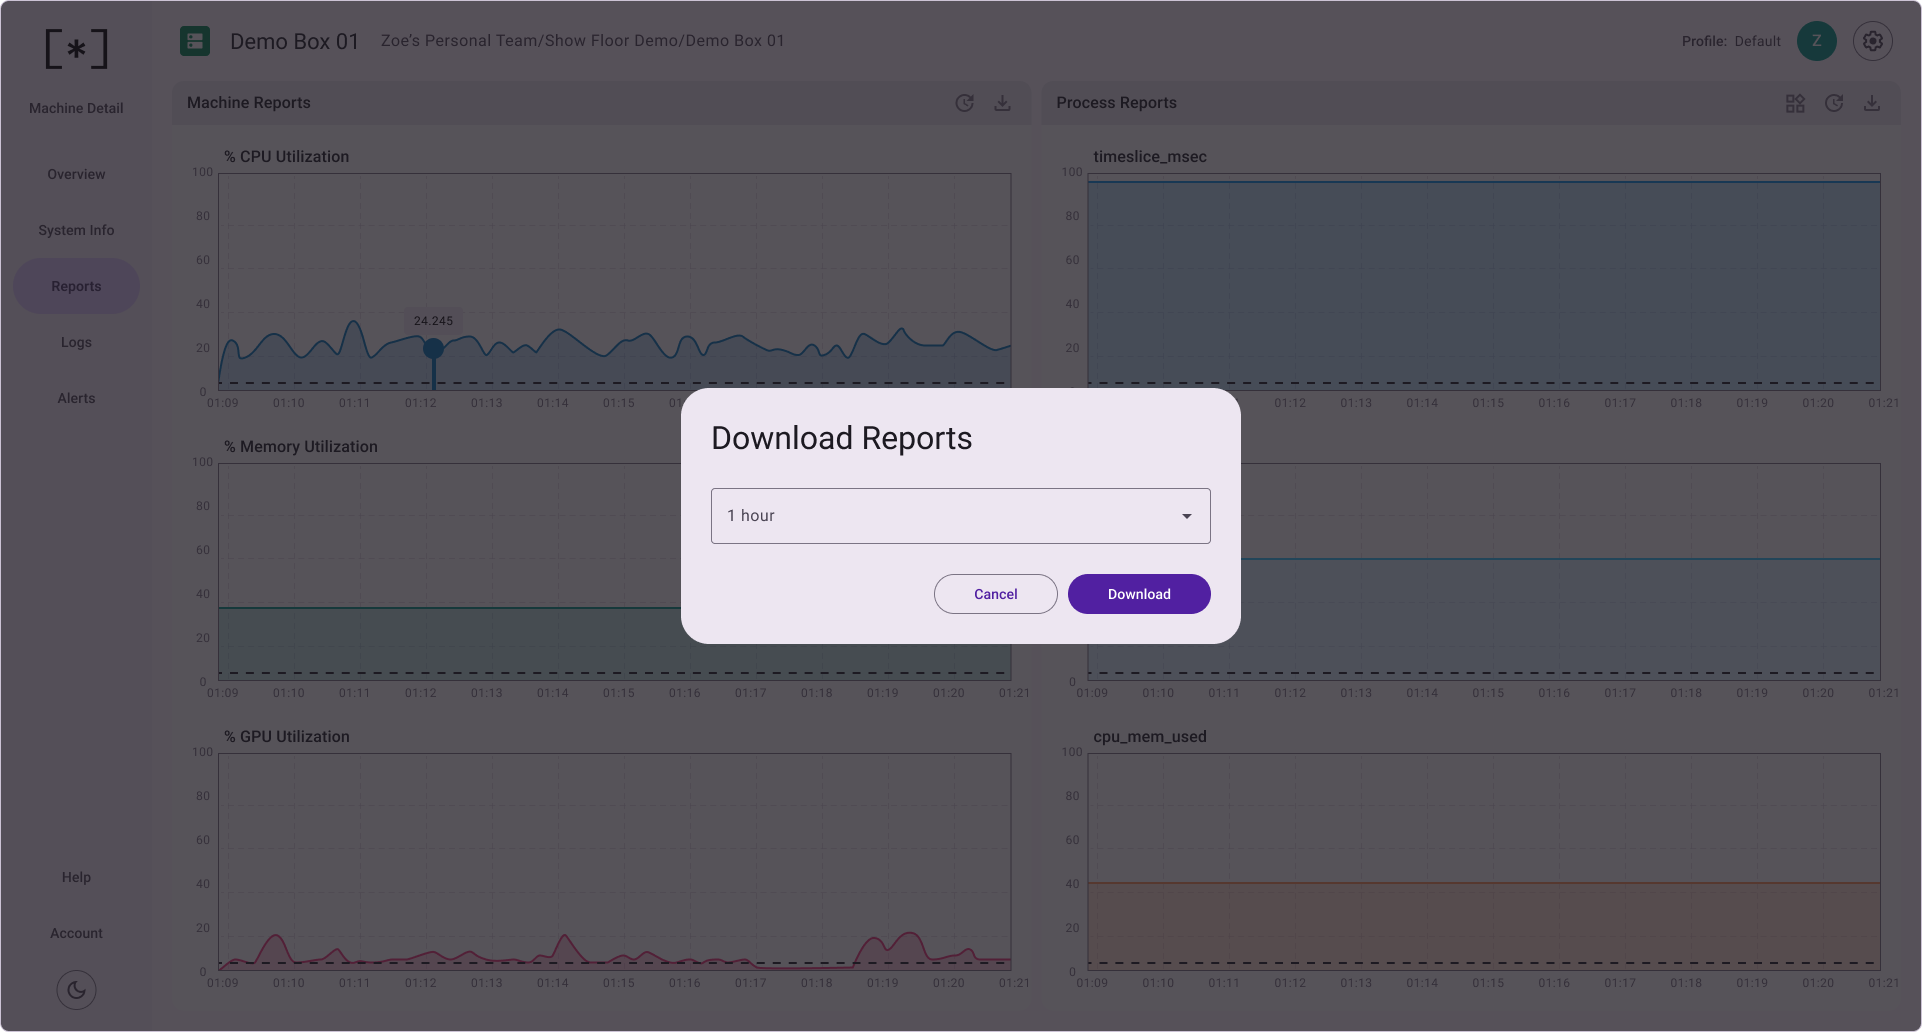 [*]
Machine Detail
Overview
System Info
Reports
Logs
Alerts
Help
Account
Demo Box 01
Zoe's Personal Team/Show Floor Demo/Demo Box 01
Profile: Default
Z
Machine Reports
% CPU Utilization
100
80
60
40
20
0
24.245
01:09 01:10 01:11 01:12 01:13 01:14 01:15
% Memory Utilization
100
80
60
40
20
0
01:09 01:10 01:11 01:12 01:13 01:14 01:15 01:16 01:17 01:18 01:19 01:20 01:21
% GPU Utilization
100
80
60
40
20
0
01:09 01:10 01:11 01:12 01:13 01:14 01:15 01:16 01:17 01:18 01:19 01:20 01:21
Process Reports
timeslice_msec
100
80
60
40
20
01:12 01:13 01:14 01:15 01:16 01:17 01:18 01:19 01:20 01:21
0
01:09 01:10 01:11 01:12 01:13 01:14 01:15 01:16 01:17 01:18 01:19 01:20 01:21
cpu_mem_used
100
80
60
40
20
0
01:09 01:10 01:11 01:12 01:13 01:14 01:15 01:16 01:17 01:18 01:19 01:20 01:21
Download Reports
1 hour
Cancel
Download